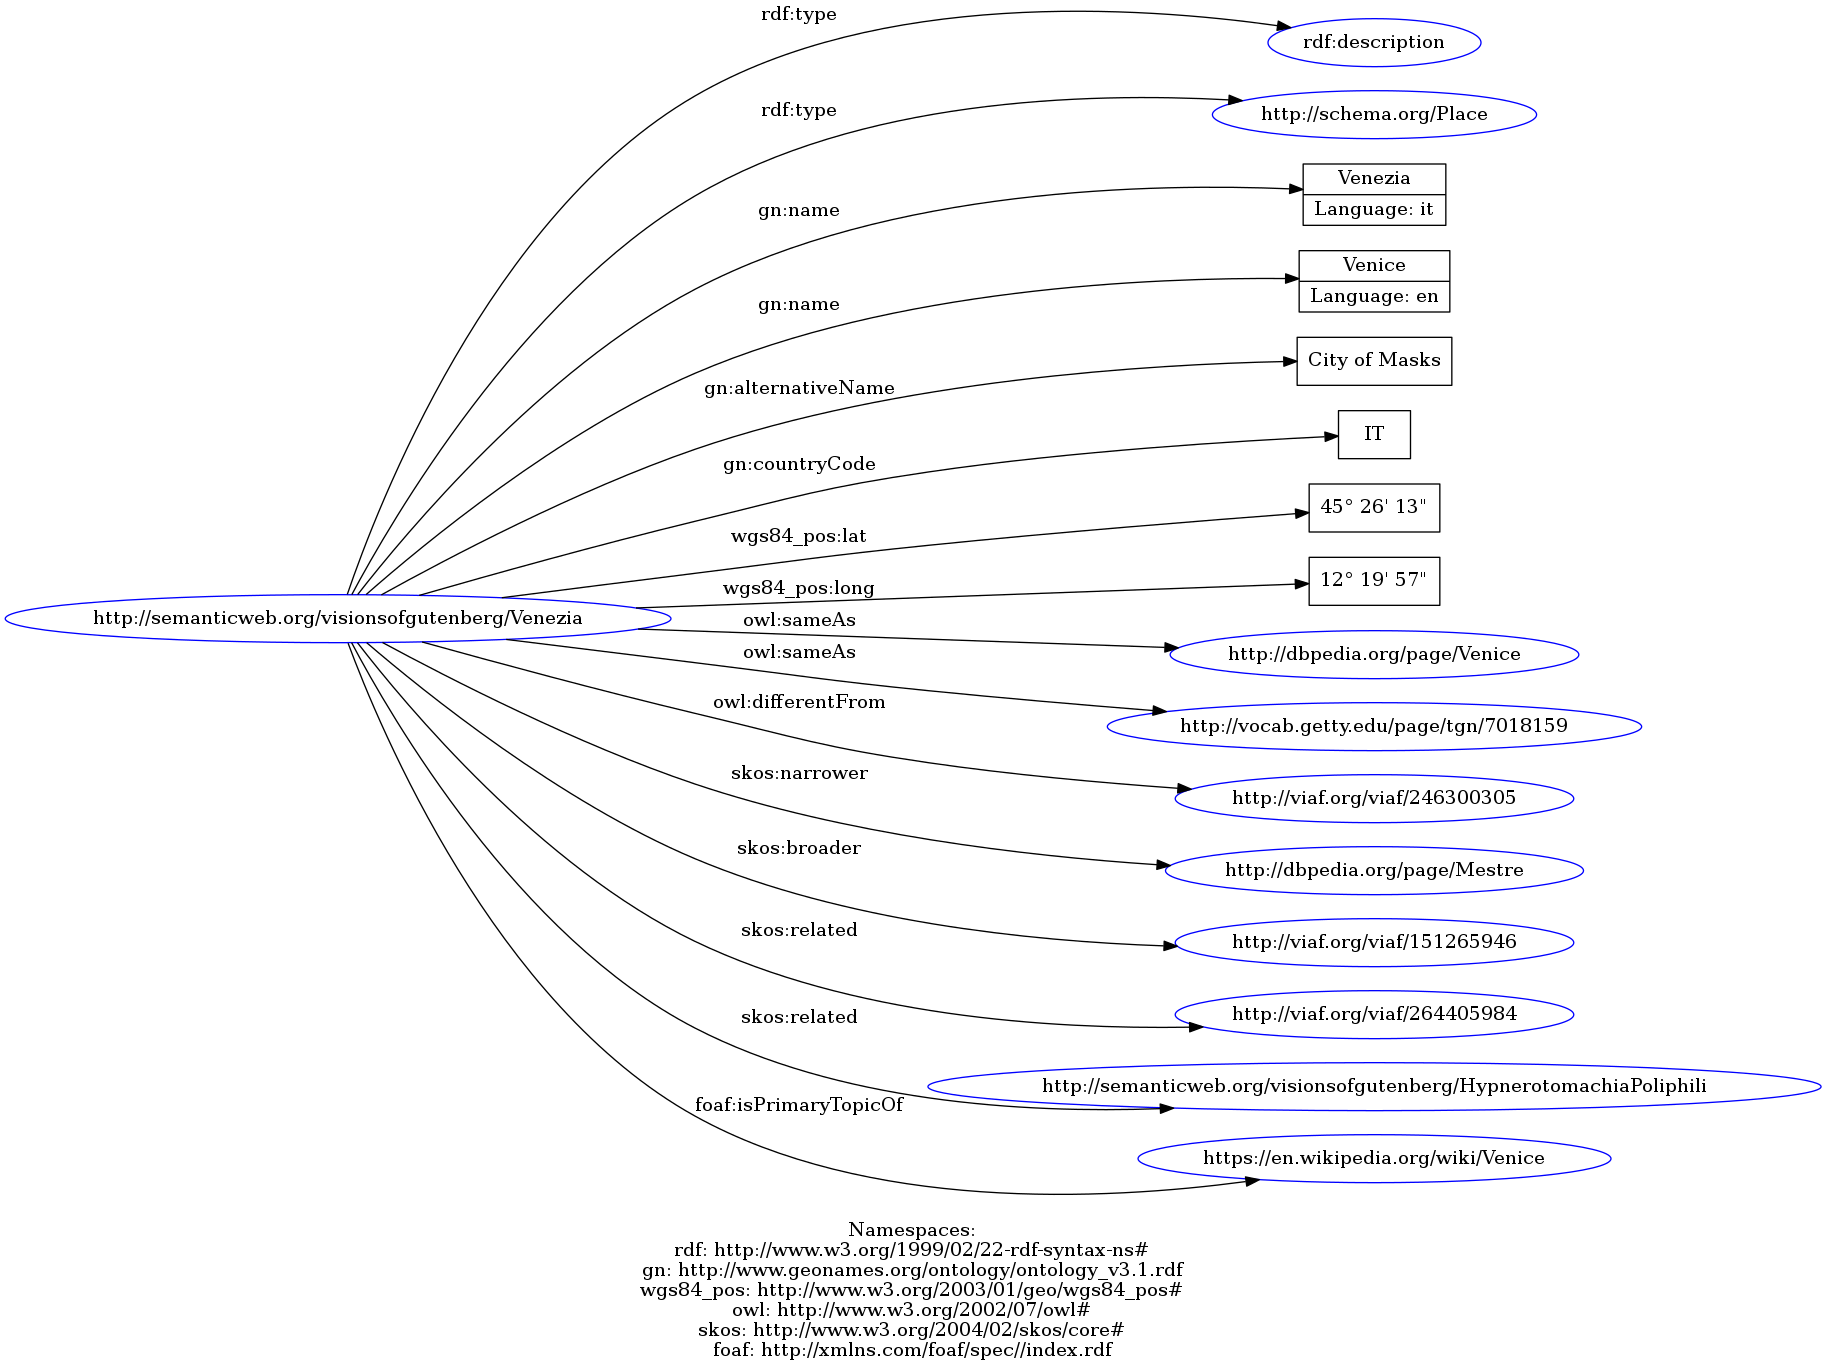 rdf:type
rdf:description
rdf:type
http://schema.org/Place
gn:name
Venezia
Language: it
gn:name
Venice
Language: en
gn:alternativeName
City of Masks
gn:countryCode
IT
wgs84_pos:lat
45° 26' 13"
wgs84_pos:long
12° 19' 57"
http://semanticweb.org/visionsofgutenberg/Venezia
owl:sameAs
http://dbpedia.org/page/Venice
owl:sameAs
http://vocab.getty.edu/page/tgn/7018159
owl:differentFrom
http://viaf.org/viaf/246300305
skos:narrower
http://dbpedia.org/page/Mestre
skos:broader
http://viaf.org/viaf/151265946
skos:related
http://viaf.org/viaf/264405984
skos:related
http://semanticweb.org/visionsofgutenberg/HypnerotomachiaPoliphili
foaf:isPrimaryTopicOf
https://en.wikipedia.org/wiki/Venice
Namespaces:
rdf: http://www.w3.org/1999/02/22-rdf-syntax-ns#
gn: http://www.geonames.org/ontology/ontology_v3.1.rdf
wgs84_pos: http://www.w3.org/2003/01/geo/wgs84_pos#
owl: http://www.w3.org/2002/07/owl#
skos: http://www.w3.org/2004/02/skos/core#
foaf: http://xmlns.com/foaf/spec//index.rdf